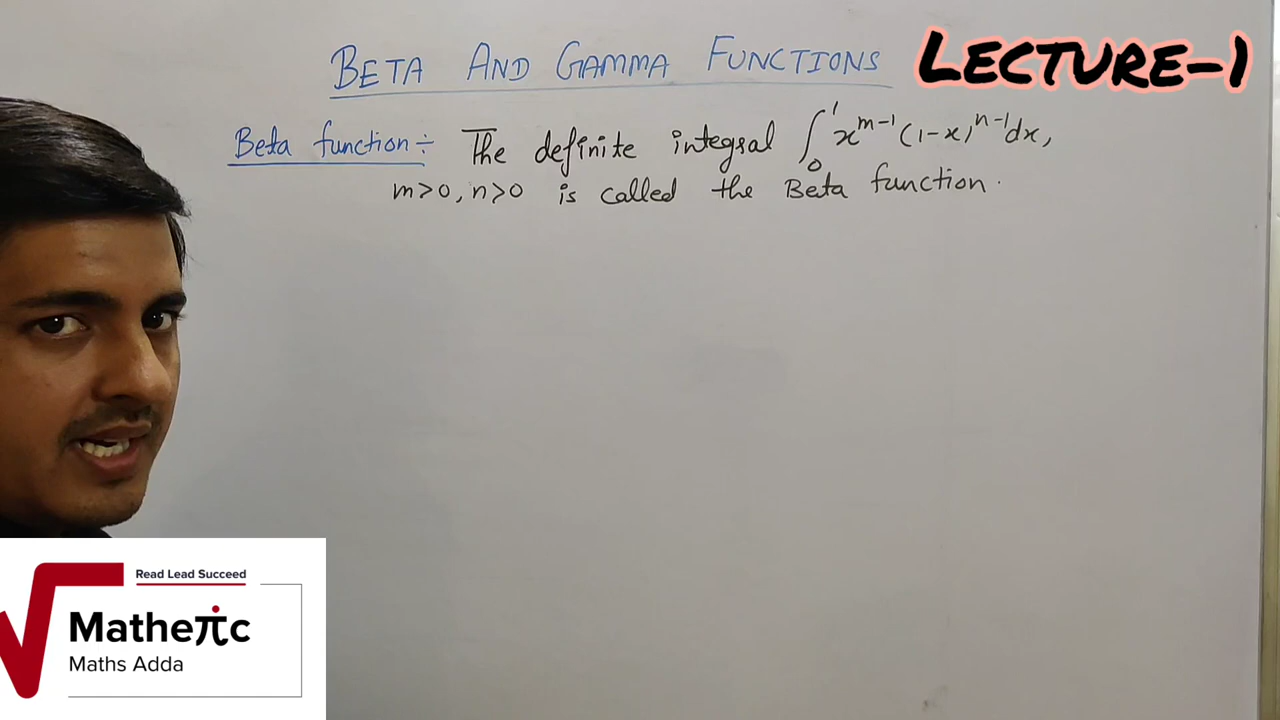 BETA AND GAMMA FUNCTIONS
LECTURE-1
Beta function ÷ The definite integral ∫₀¹ x^{m-1} (1-x)^{n-1} dx,
m>0, n>0 is called the Beta function.
Read Lead Succeed
Matheπc
Maths Adda